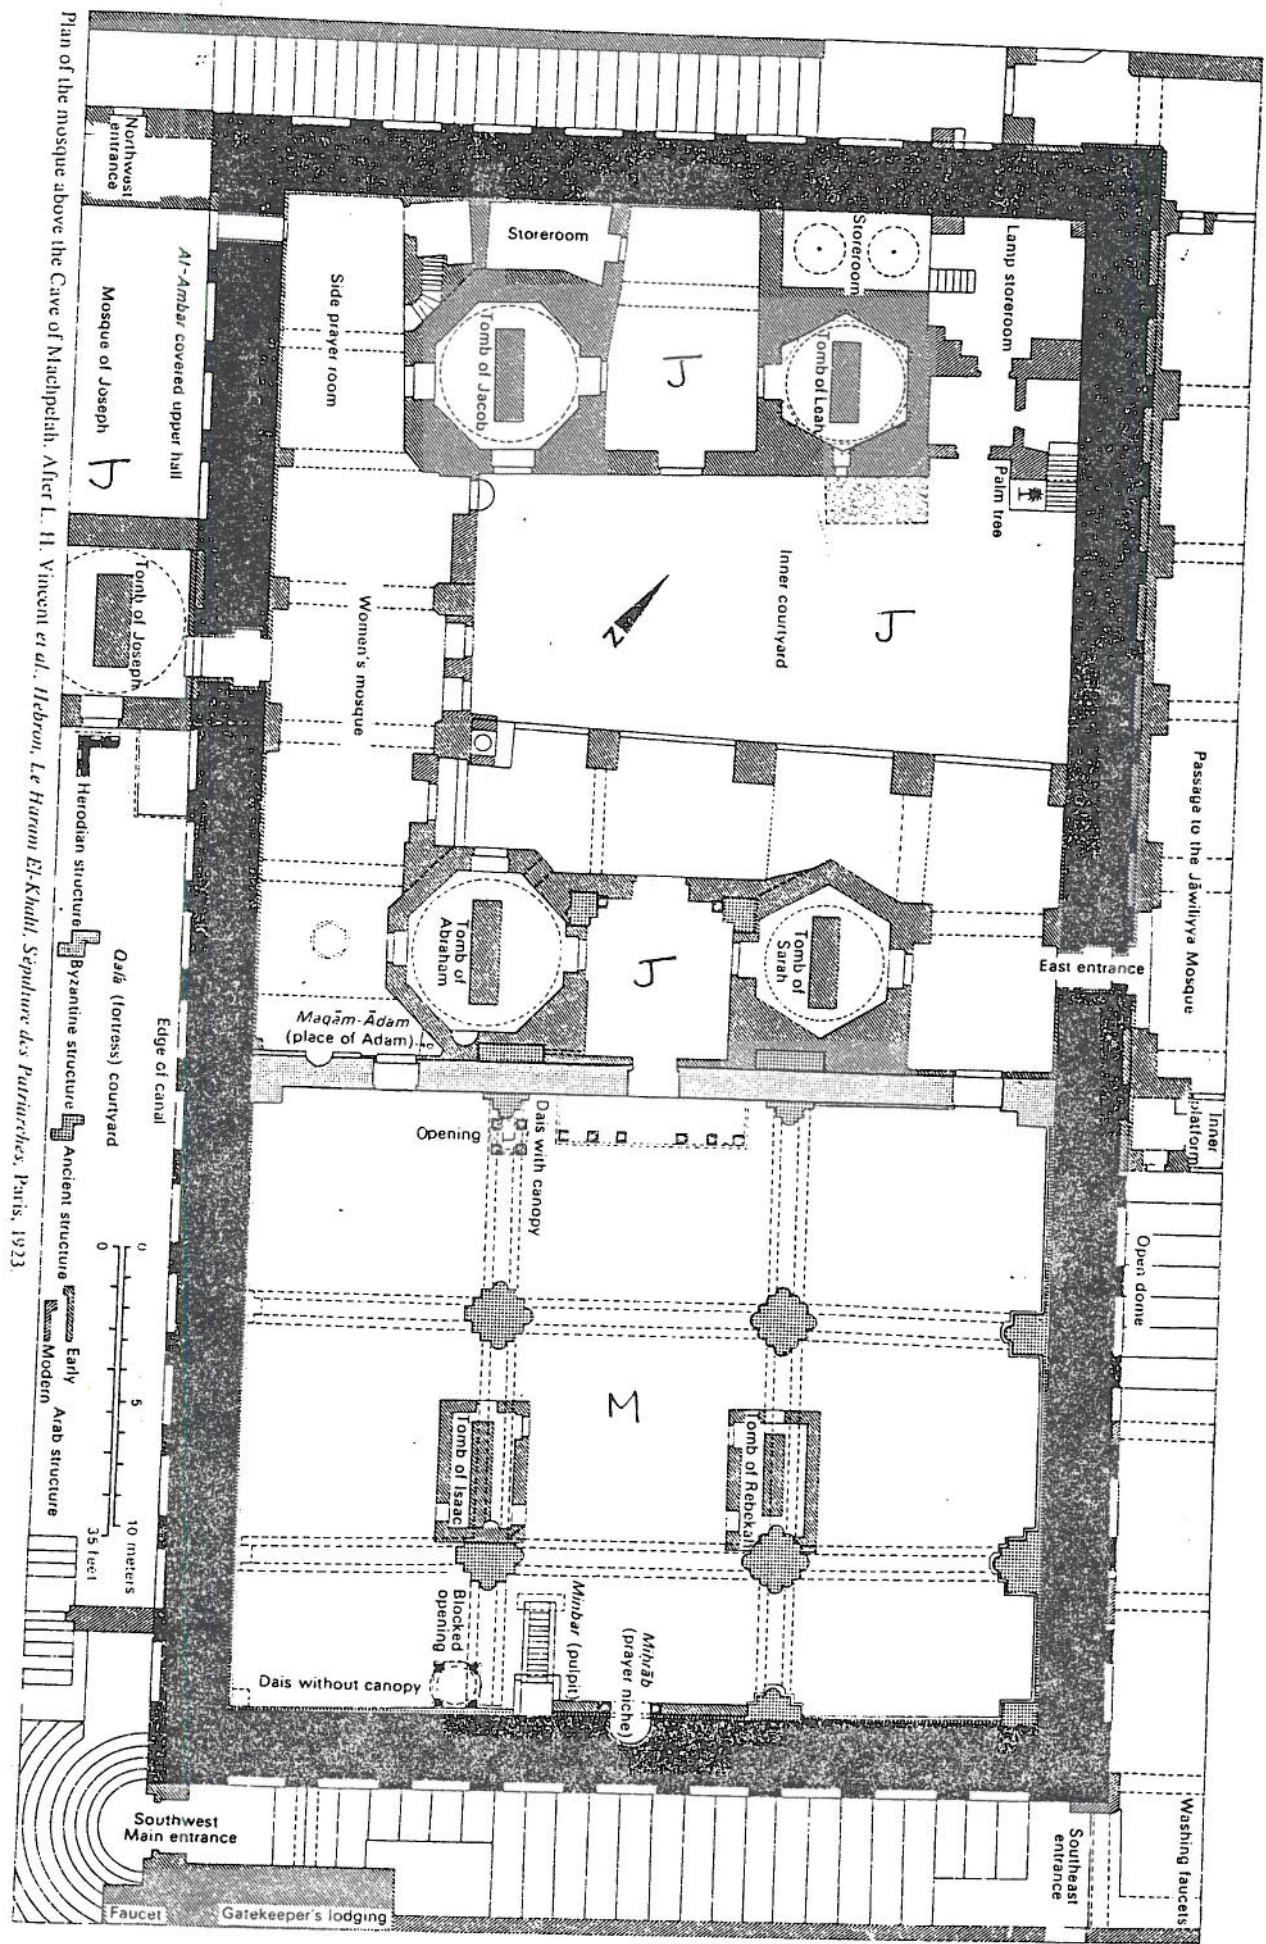 Northwest
entrance
Al-Ambar covered upper hall
Mosque of Joseph
Side prayer room
Storeroom
Storeroom
Lamp storeroom
Tomb of Jacob
J
Tomb of Leah
J
Palm tree
Tomb of Joseph
Women's mosque
N
Inner courtyard
J
Passage to the Jāwiliyya Mosque
Tomb of
Abraham
J
Tomb of
Sarah
East entrance
Maqām-Ādam
(place of Adam)
Inner
platform
Edge of canal
Qal'a (fortress) courtyard
Opening
Dais with canopy
Open dome
M
Tomb of Isaac
Tomb of Rebekah
Blocked
opening
Minbar (pulpit)
Mihrāb
(prayer niche)
Dais without canopy
Southwest
Main entrance
Southeast
entrance
Washing faucets
Faucet
Gatekeeper's lodging
0 5 10 meters
0 35 feet
Herodian structure
Byzantine structure
Ancient structure
Early
Modern
Arab structure
Plan of the mosque above the Cave of Machpelah. After L. H. Vincent et al., Hebron, Le Haram El-Khalil, Sépulture des Patriarches, Paris, 1923